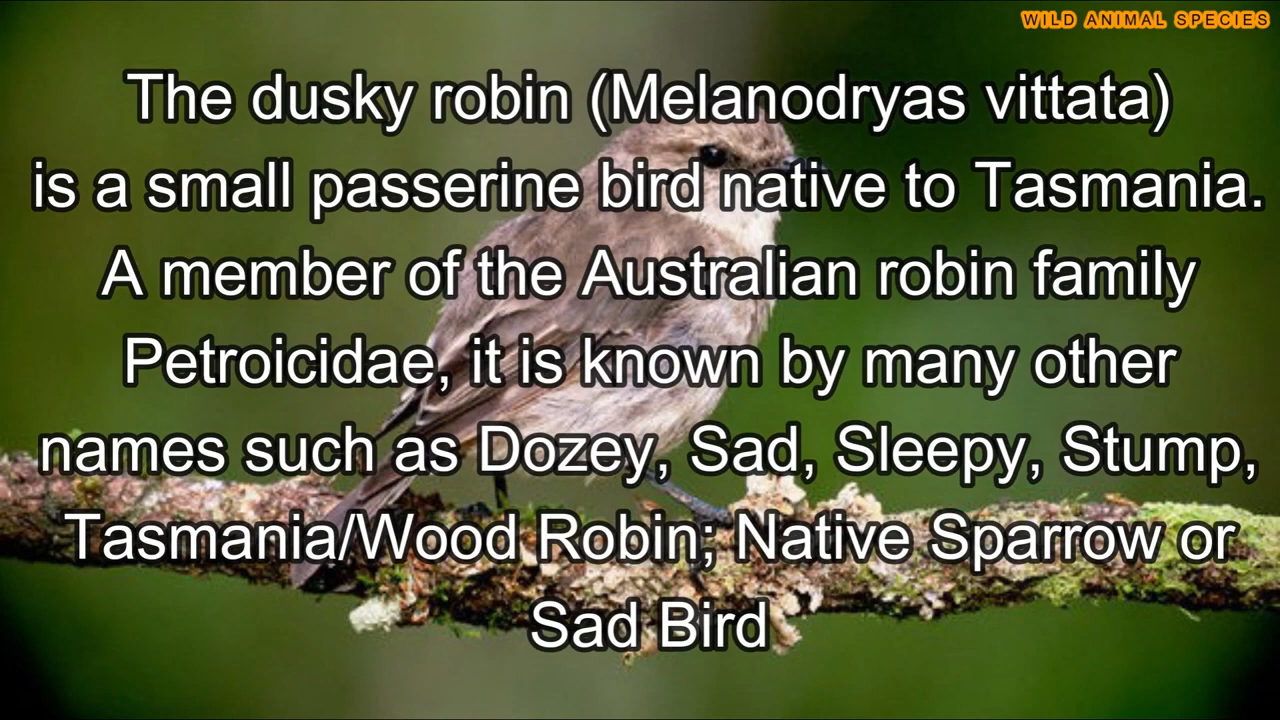 WILD ANIMAL SPECIES
The dusky robin (Melanodryas vittata)
is a small passerine bird native to Tasmania.
A member of the Australian robin family
Petroicidae, it is known by many other
names such as Dozey, Sad, Sleepy, Stump,
Tasmania/Wood Robin; Native Sparrow or
Sad Bird